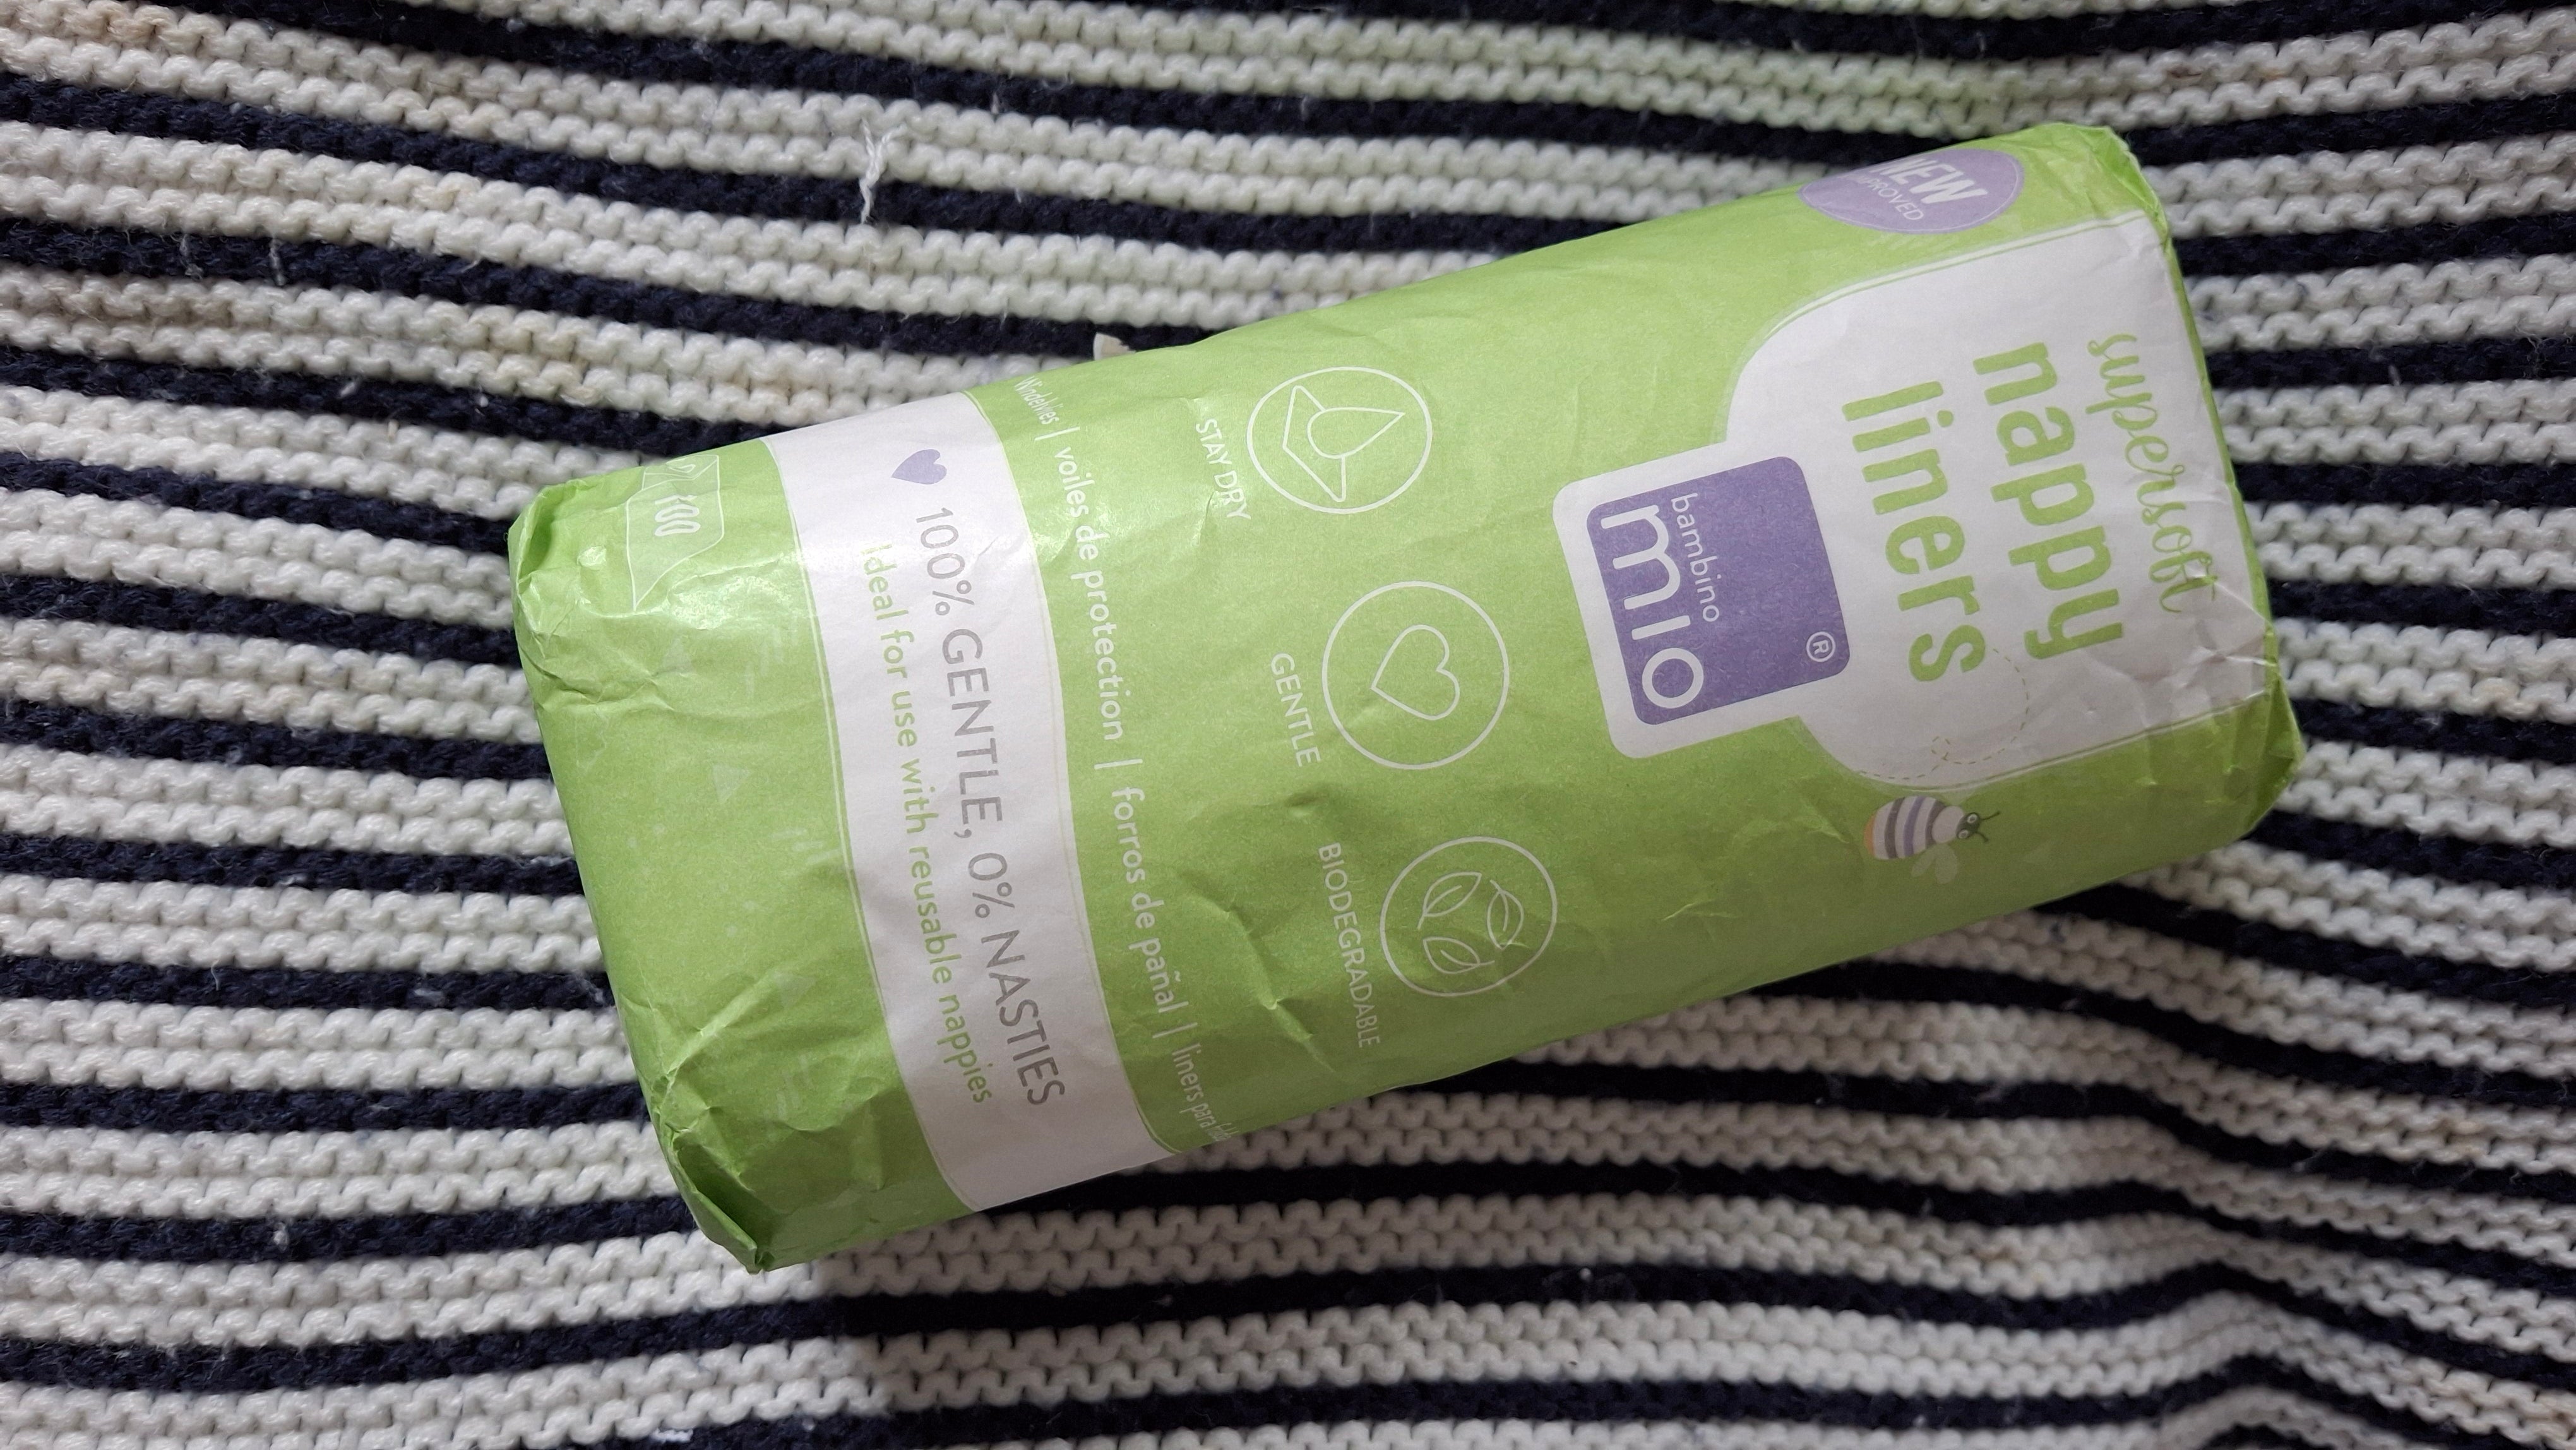 NEW
supersoft
nappy
liners
bambino
mio
®
STAY DRY
GENTLE
BIODEGRADABLE
| voiles de protection | forros de pañal | liners para
100% GENTLE, 0% NASTIES
Ideal for use with reusable nappies
100